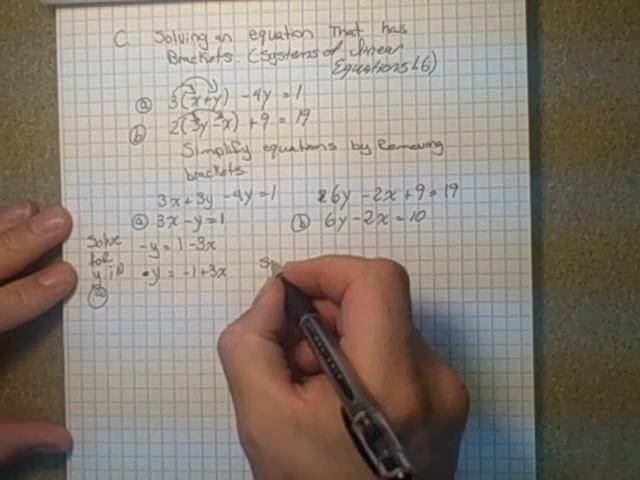 C. Solving an equation That has
Brackets. (Systems of linear
Equations L6)
ⓐ 3(x+y) -4y = 1
ⓑ 2(3y-x) + 9 = 19
Simplify equations by Removing
brackets
3x + 3y - 4y = 1
6y - 2x + 9 = 19
ⓐ 3x - y = 1
ⓑ 6y - 2x = 10
Solve
for
y in
ⓐ
-y = 1 - 3x
y = -1 + 3x
S